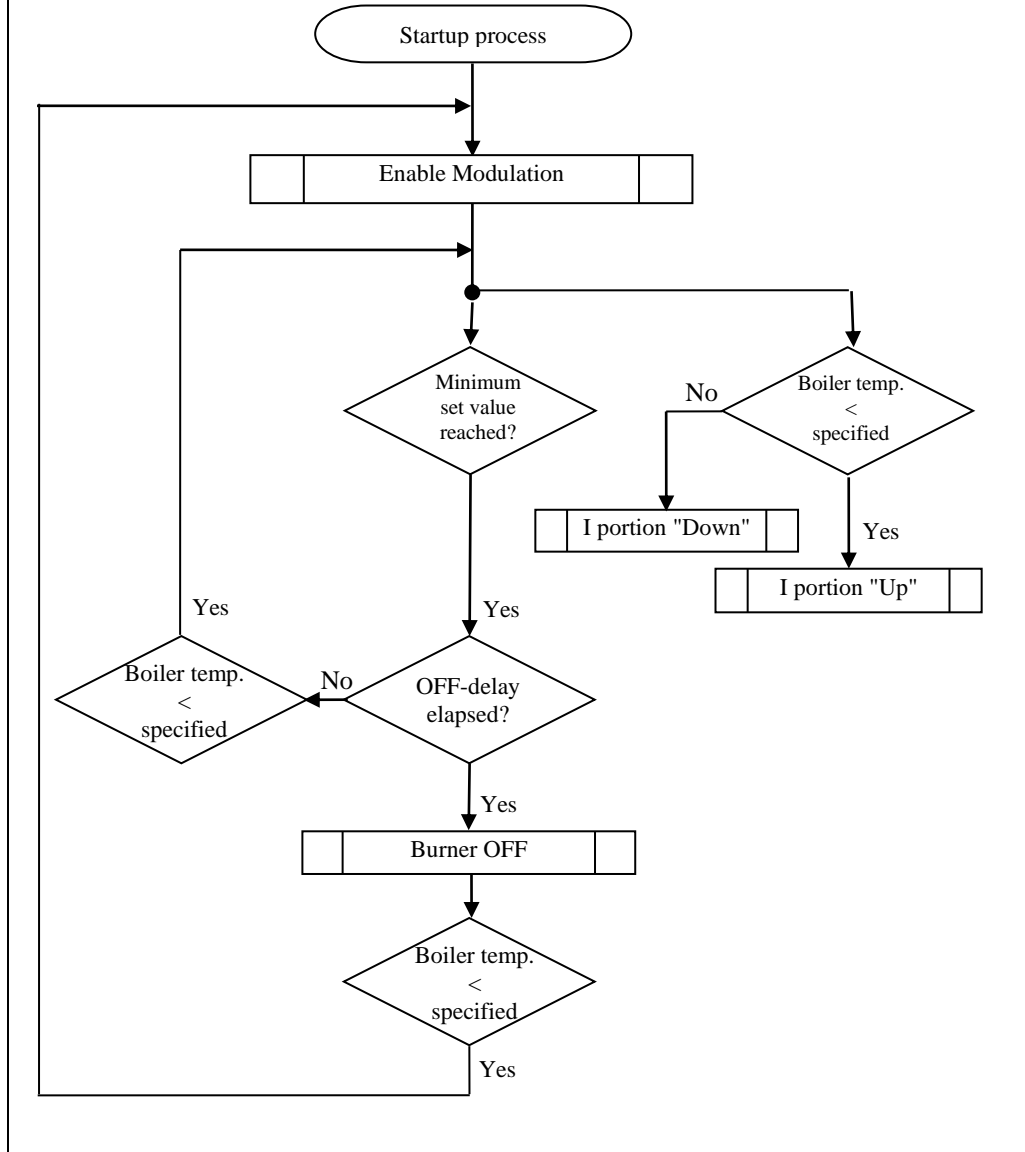 Startup process
Enable Modulation
Minimum
set value
reached?
Boiler temp.
<
specified
No
I portion "Down"
Yes
I portion "Up"
Yes
Yes
Boiler temp.
<
specified
No
OFF-delay
elapsed?
Yes
Burner OFF
Boiler temp.
<
specified
Yes